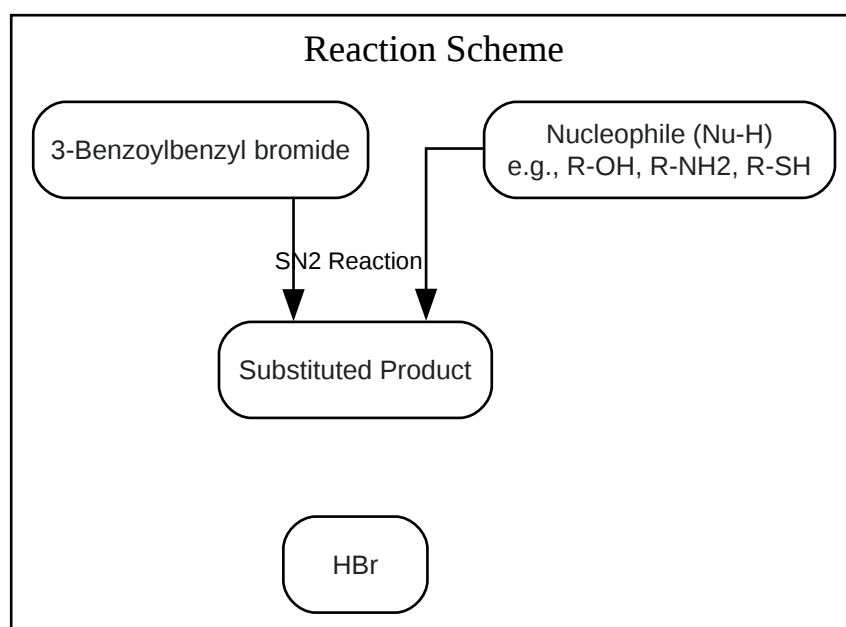 Reaction Scheme
3-Benzoylbenzyl bromide
Nucleophile (Nu-H)
e.g., R-OH, R-NH2, R-SH
SN2 Reaction
Substituted Product
HBr